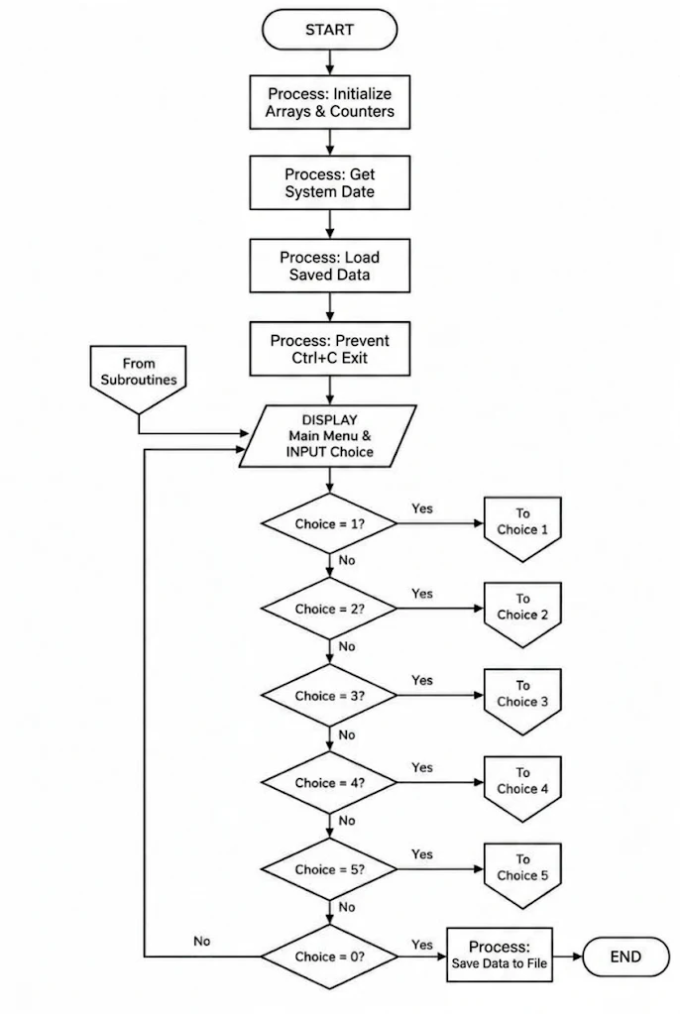 START
Process: Initialize
Arrays & Counters
Process: Get
System Date
Process: Load
Saved Data
Process: Prevent
Ctrl+C Exit
From
Subroutines
DISPLAY
Main Menu &
INPUT Choice
Choice = 1?
Yes
To
Choice 1
No
Choice = 2?
Yes
To
Choice 2
No
Choice = 3?
Yes
To
Choice 3
No
Choice = 4?
Yes
To
Choice 4
No
Choice = 5?
Yes
To
Choice 5
No
No
Choice = 0?
Yes
Process:
Save Data to File
END